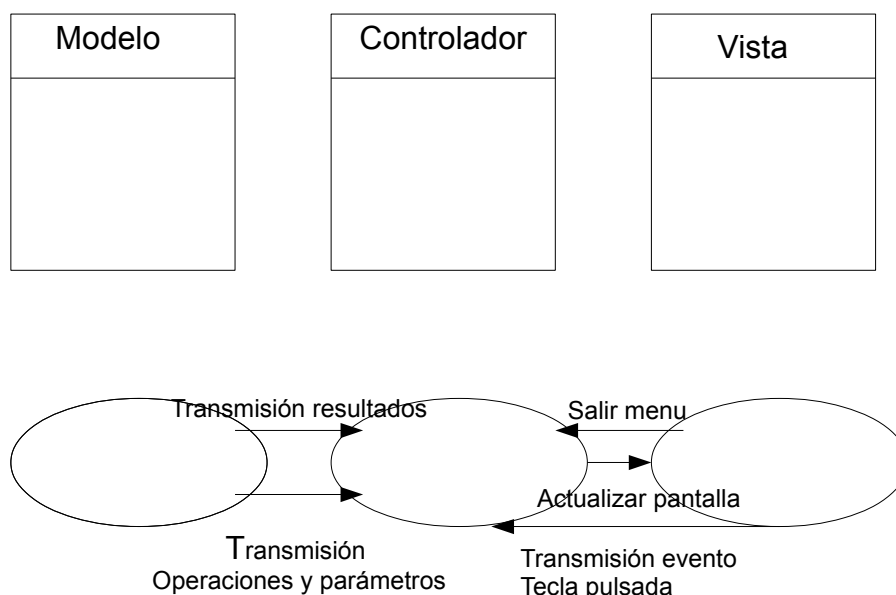 Modelo
Controlador
Vista
Transmisión resultados
Salir menu
Actualizar pantalla
Transmisión
Operaciones y parámetros
Transmisión evento
Tecla pulsada